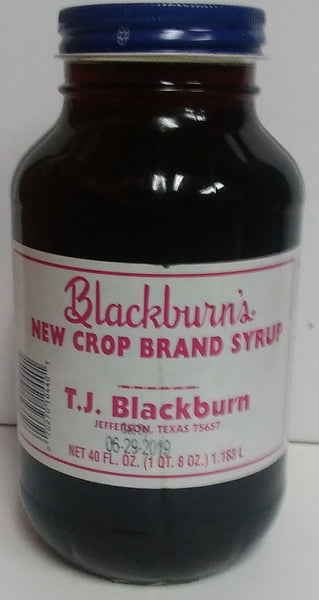 Blackburn's
NEW CROP BRAND SYRUP
T.J. Blackburn
JEFFERSON, TEXAS 75657
06-29-2019
NET 40 FL. OZ. (1 QT. 8 OZ.) 1.183 L